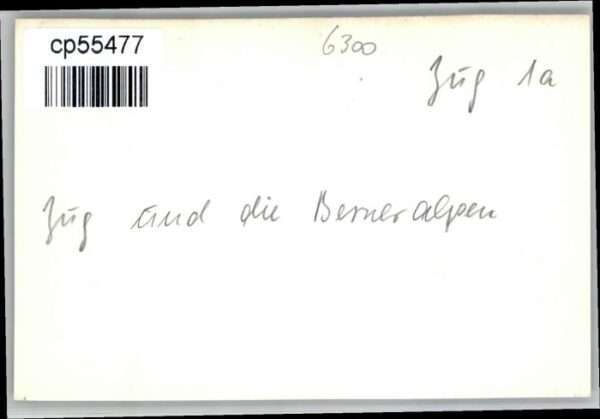 cp55477
6300
Zug 1a
Zug und die Berneralpen